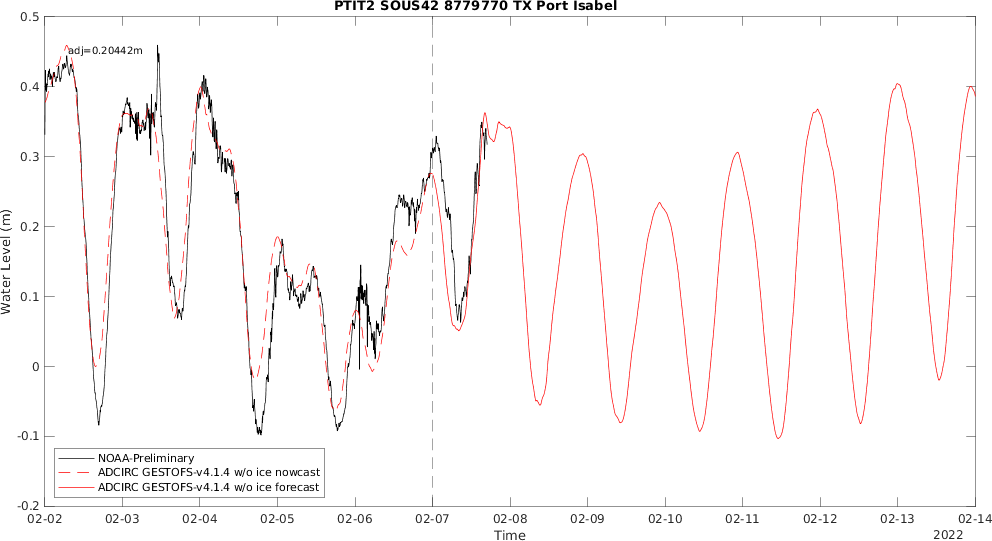 PTIT2 SOUS42 8779770 TX Port Isabel
0.5
0.4
0.3
0.2
0.1
0
-0.1
-0.2
Water Level (m)
adj=0.20442m
NOAA-Preliminary
ADCIRC GESTOFS-v4.1.4 w/o ice nowcast
ADCIRC GESTOFS-v4.1.4 w/o ice forecast
02-02 02-03 02-04 02-05 02-06 02-07 02-08 02-09 02-10 02-11 02-12 02-13 02-14
Time
2022